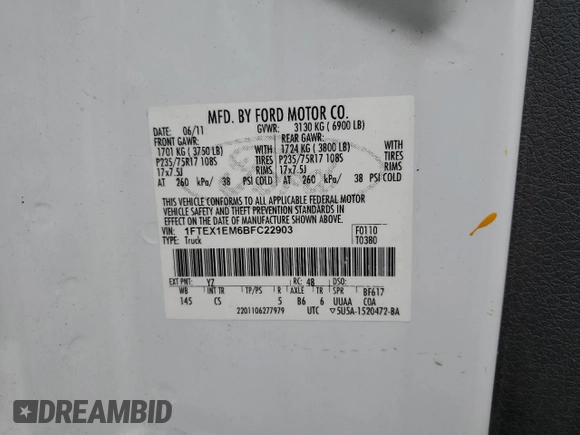 MFD. BY FORD MOTOR CO.
DATE: 06/11 GVWR: 3130 KG ( 6900 LB)
FRONT GAWR: REAR GAWR:
1701 KG ( 3750 LB) WITH 1724 KG ( 3800 LB) WITH
P235/75R17 108S TIRES P235/75R17 108S TIRES
17x7.5J RIMS 17x7.5J RIMS
AT 260 kPa/ 38 PSI COLD AT 260 kPa/ 38 PSI COLD
THIS VEHICLE CONFORMS TO ALL APPLICABLE FEDERAL MOTOR
VEHICLE SAFETY AND THEFT PREVENTION STANDARDS IN
EFFECT ON THE DATE OF MANUFACTURE SHOWN ABOVE.
VIN: 1FTEX1EM6BFC22903 F0110
TYPE: Truck T0380
EXT PNT: YZ RC: 48 DSO:
WB INT TR TP/PS R AXLE TR SPR BF617
145 CS 5 B6 6 UUAA COA
2201106277979 UTC 5U5A-1520472-BA
DREAMBID